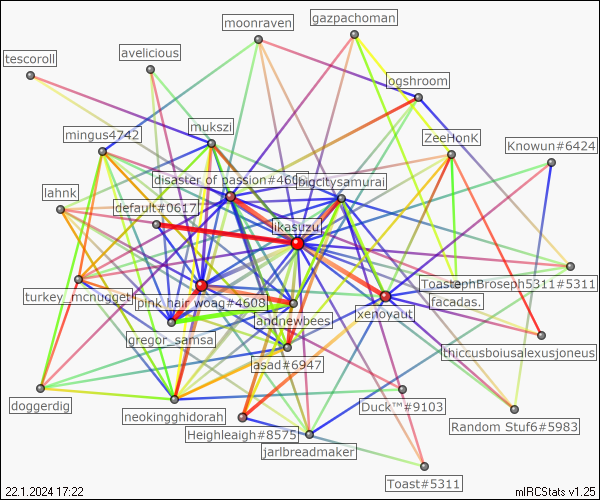 gazpachoman
moonraven
avelicious
tescoroll
ogshroom
mukszi
mingus4742
ZeeHonK
Knowun#6424
disaster of passion#460
bigcitysamurai
lahnk
default#0617
ikasuzu
ToastephBroseph5311#5311
turkey_mcnugget
pink hair woag#4608
facadas.
andnewbees
xenoyaut
gregor_samsa
thiccusboiusalexusjoneus
asad#6947
doggerdig
neokingghidorah
Duck™#9103
Heighleigh#8575
Random Stuf6#5983
jarlbreadmaker
Toast#5311
22.1.2024 17:22
mIRCStats v1.25